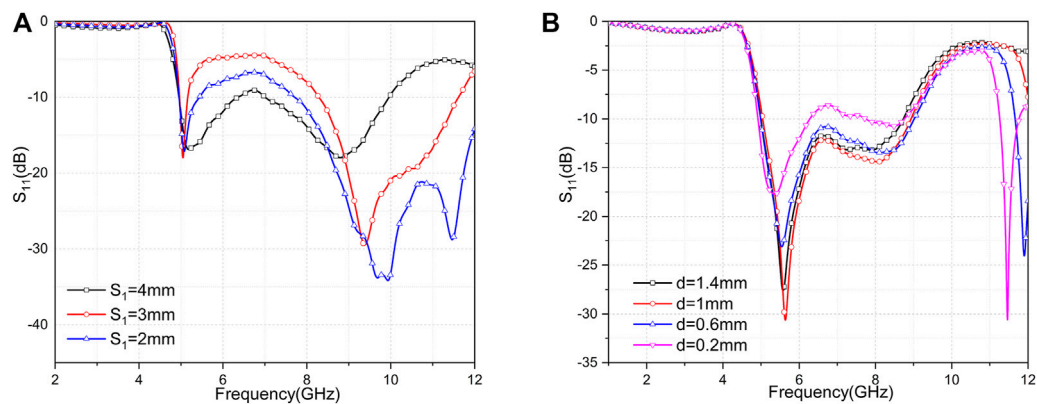 A
0
-10
-20
-30
-40
S11(dB)
S1=4mm
S1=3mm
S1=2mm
2
4
6
8
10
12
Frequency(GHz)
B
0
-5
-10
-15
-20
-25
-30
-35
S11(dB)
d=1.4mm
d=1mm
d=0.6mm
d=0.2mm
2
4
6
8
10
12
Frequency(GHz)